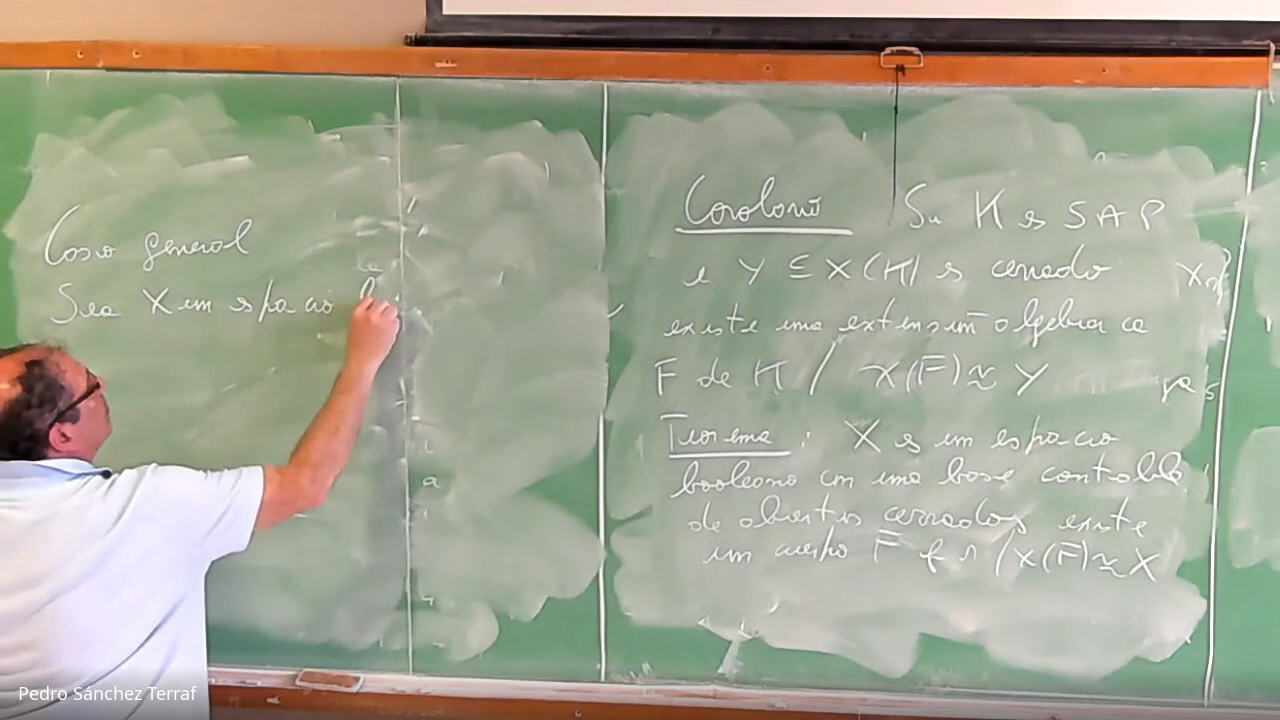 Caso general
Sea X un espacio
Corolario Si K es SAP
e Y ⊆ X(K) es cerrado
existe una extensión algebraica
F de K / X(F) ≈ Y
Teorema: X es un espacio
booleano con una base contable
de abiertos cerrados existe
un cuerpo F f r / X(F) ≈ X
Pedro Sánchez Terraf